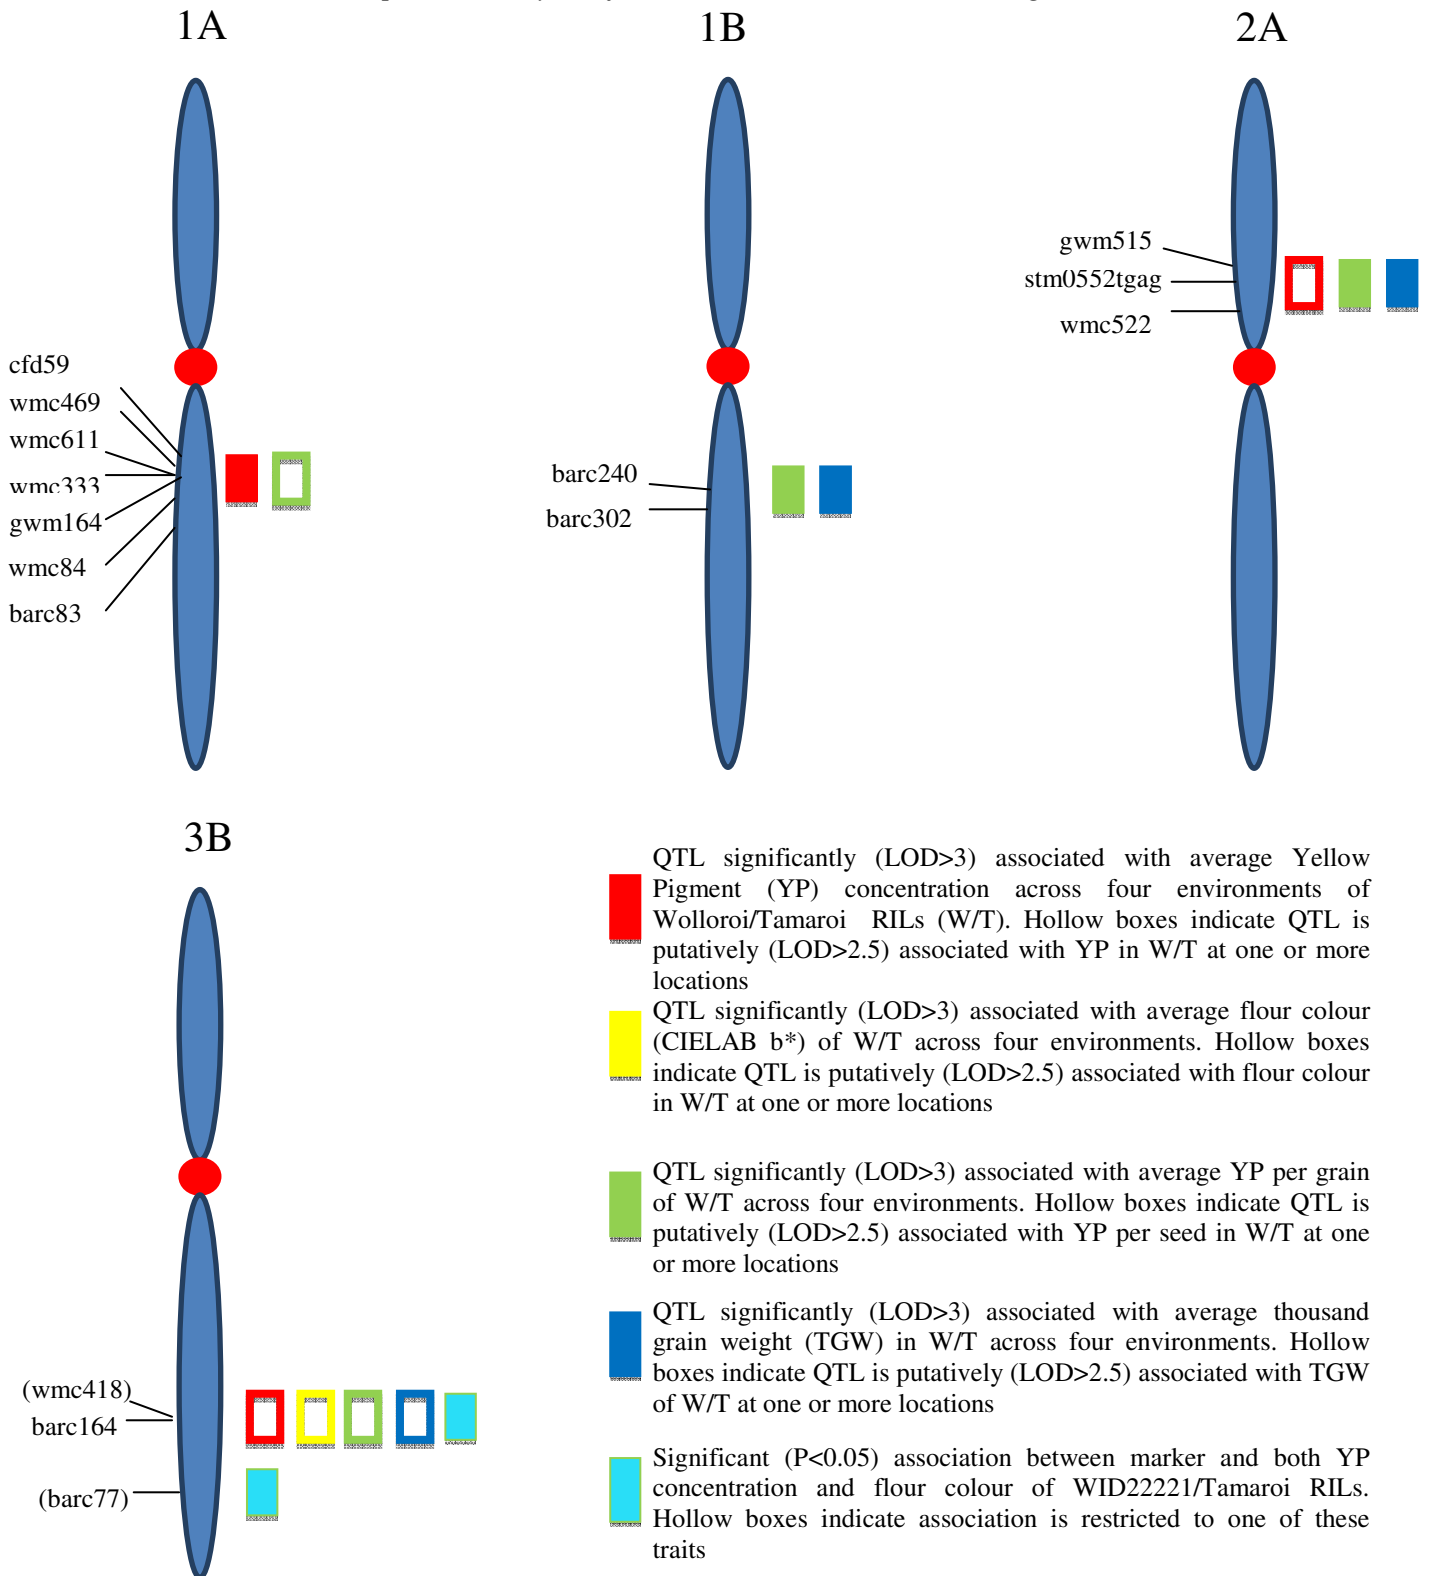 1A
1B
2A
gwm515
stm0552tgag
wmc522
cfd59
wmc469
wmc611
wmc333
gwm164
wmc84
barc83
barc240
barc302
3B
(wmc418)
barc164
(barc77)
QTL significantly (LOD>3) associated with average Yellow
Pigment (YP) concentration across four environments of
Wolloroi/Tamaroi RILs (W/T). Hollow boxes indicate QTL is
putatively (LOD>2.5) associated with YP in W/T at one or more
locations
QTL significantly (LOD>3) associated with average flour colour
(CIELAB b*) of W/T across four environments. Hollow boxes
indicate QTL is putatively (LOD>2.5) associated with flour colour
in W/T at one or more locations
QTL significantly (LOD>3) associated with average YP per grain
of W/T across four environments. Hollow boxes indicate QTL is
putatively (LOD>2.5) associated with YP per seed in W/T at one
or more locations
QTL significantly (LOD>3) associated with average thousand
grain weight (TGW) in W/T across four environments. Hollow
boxes indicate QTL is putatively (LOD>2.5) associated with TGW
of W/T at one or more locations
Significant (P<0.05) association between marker and both YP
concentration and flour colour of WID22221/Tamaroi RILs.
Hollow boxes indicate association is restricted to one of these
traits